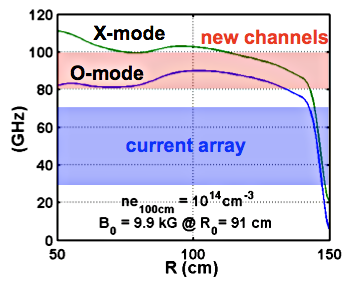 120
100
80
60
40
20
0
(GHz)
X-mode
new channels
O-mode
current array
ne100cm = 10^14 cm^-3
B0 = 9.9 kG @ R0= 91 cm
50
100
150
R (cm)